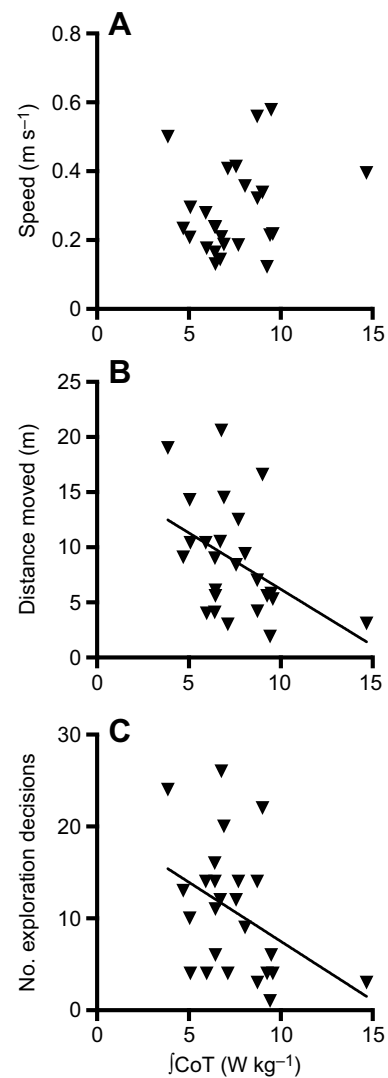 A
0.8
0.6
0.4
0.2
0
Speed (m s⁻¹)
0 5 10 15
B
25
20
15
10
5
0
Distance moved (m)
0 5 10 15
C
30
20
10
0
No. exploration decisions
0 5 10 15
∫CoT (W kg⁻¹)